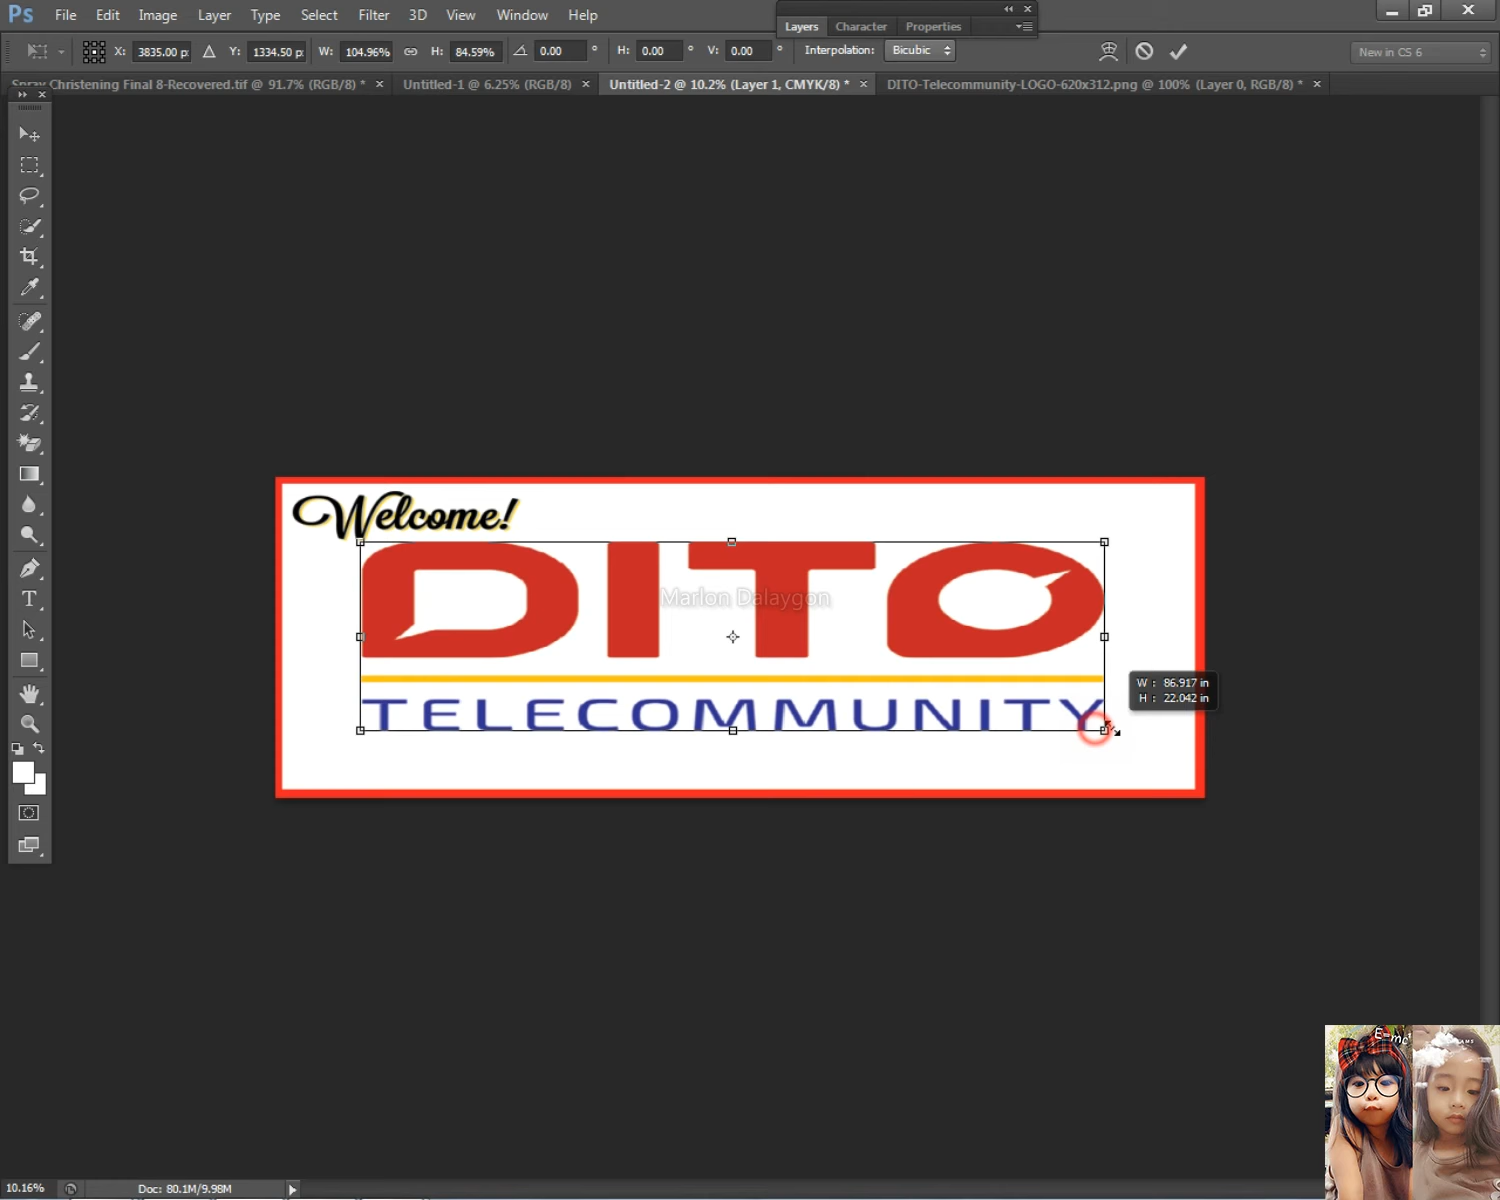 Ps File Edit Image Layer Type Select Filter 3D View Window Help
Layers Character Properties
X: 3835.00 p Y: 1334.50 p W: 104.96% H: 84.59% 0.00 ° H: 0.00 ° V: 0.00 ° Interpolation: Bicubic New in CS 6
Spray Christening Final 8-Recovered.tif @ 91.7% (RGB/8) * × Untitled-1 @ 6.25% (RGB/8) × Untitled-2 @ 10.2% (Layer 1, CMYK/8) * × DITO-Telecommunity-LOGO-620x312.png @ 100% (Layer 0, RGB/8) * ×
Welcome!
DITO
Marlon Dalaygon
TELECOMMUNITY
W : 86.917 in
H : 22.042 in
T
E=mc²
10.16% Doc: 80.1M/9.98M